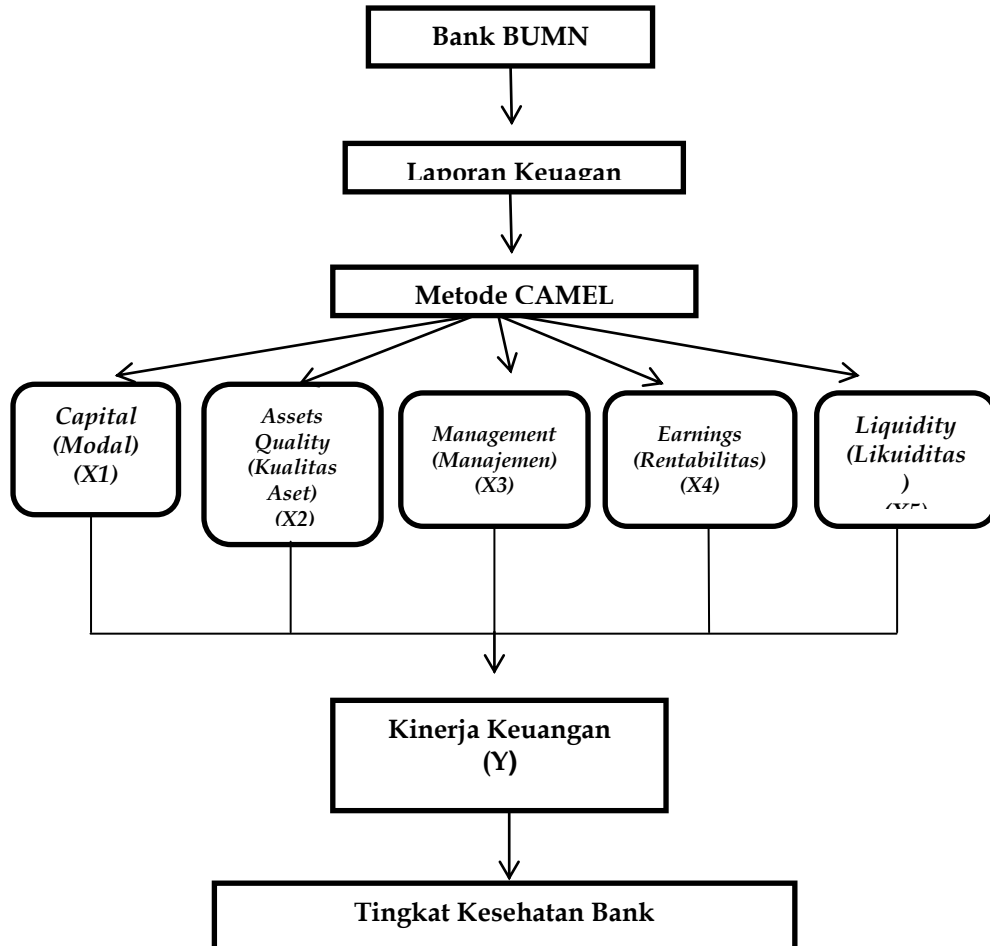 Bank BUMN
Laporan Keuagan
Metode CAMEL
Capital
(Modal)
(X1)
Assets
Quality
(Kualitas
Aset)
(X2)
Management
(Manajemen)
(X3)
Earnings
(Rentabilitas)
(X4)
Liquidity
(Likuiditas
)
(X5)
Kinerja Keuangan
(Y)
Tingkat Kesehatan Bank